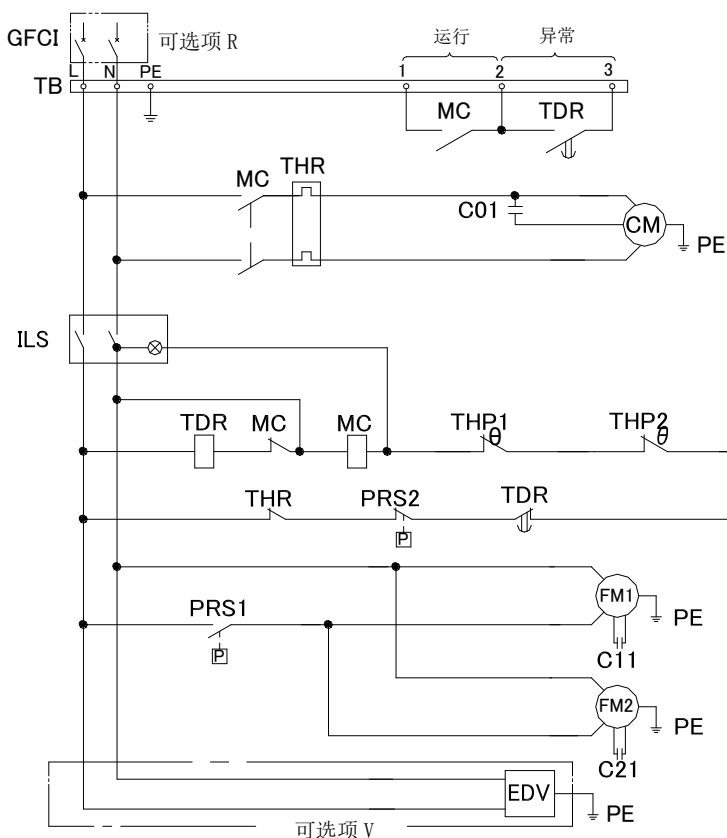 运行 异常
GFCI 可选项 R
L N PE 1 2 3
TB
MC TDR
MC THR
C01 CM PE
ILS
TDR MC MC THP1 THP2
θ θ
THR PRS2 TDR
P
FM1 PE
PRS1
P C11
FM2 PE
C21
EDV PE
可选项 V